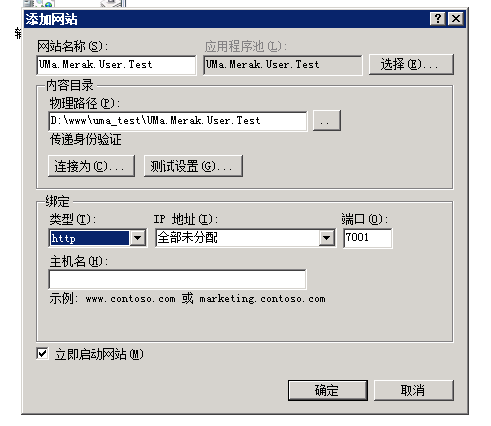 添加网站
网站名称(S):
应用程序池(L):
UMa.Merak.User.Test
UMa.Merak.User.Test
选择(E)...
内容目录
物理路径(P):
D:\www\uma_test\UMa.Merak.User.Test
..
传递身份验证
连接为(C)...
测试设置(G)...
绑定
类型(T):
IP 地址(I):
端口(O):
http
全部未分配
7001
主机名(H):
示例: www.contoso.com 或 marketing.contoso.com
立即启动网站(M)
确定
取消